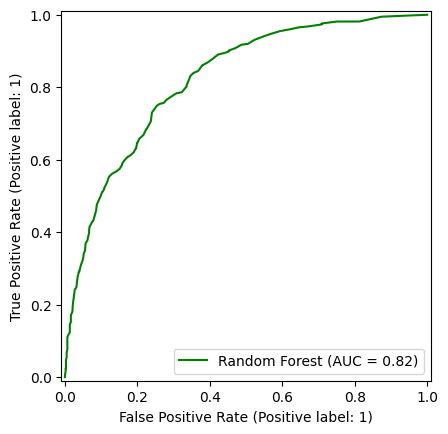 1.0
0.8
0.6
0.4
0.2
0.0
True Positive Rate (Positive label: 1)
Random Forest (AUC = 0.82)
0.0 0.2 0.4 0.6 0.8 1.0
False Positive Rate (Positive label: 1)